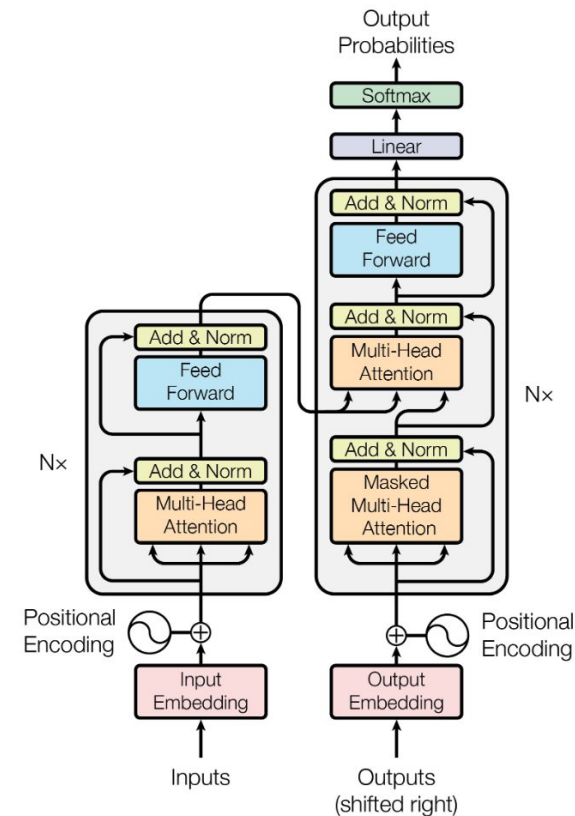 Output
Probabilities
Softmax
Linear
Add & Norm
Feed
Forward
Add & Norm
Multi-Head
Attention
Add & Norm
Masked
Multi-Head
Attention
N×
Add & Norm
Feed
Forward
Add & Norm
Multi-Head
Attention
N×
Positional
Encoding
Positional
Encoding
Input
Embedding
Output
Embedding
Inputs
Outputs
(shifted right)